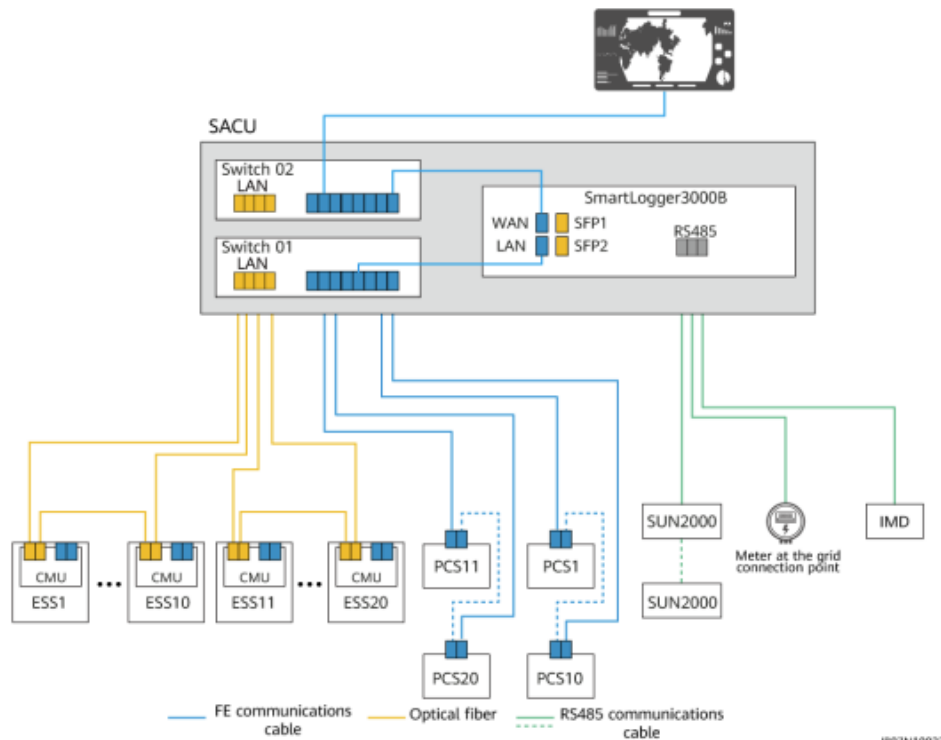 SACU
Switch 02
LAN
SmartLogger3000B
WAN
SFP1
RS485
LAN
SFP2
Switch 01
LAN
SUN2000
IMD
Meter at the grid
connection point
CMU
CMU
CMU
CMU
ESS1
ESS10
ESS11
ESS20
PCS11
PCS1
SUN2000
PCS20
PCS10
FE communications
cable
Optical fiber
RS485 communications
cable